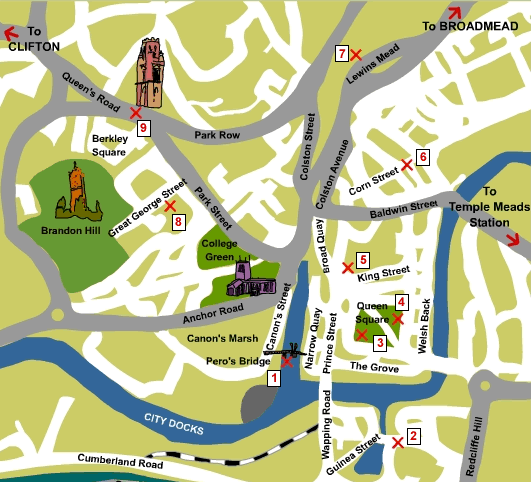 To
CLIFTON
To BROADMEAD
7
Lewins Mead
Queen's Road
9
Park Row
Colston Street
Colston Avenue
Berkley
Square
6
Corn Street
To
Temple Meads
Station
Great George Street
8
Park Street
Baldwin Street
Brandon Hill
College
Green
Broad Quay
5
King Street
Anchor Road
Canon's Street
Narrow Quay
Prince Street
Queen
Square
4
3
Welsh Back
Canon's Marsh
Pero's Bridge
1
The Grove
CITY DOCKS
Wapping Road
2
Guinea Street
Redcliffe Hill
Cumberland Road